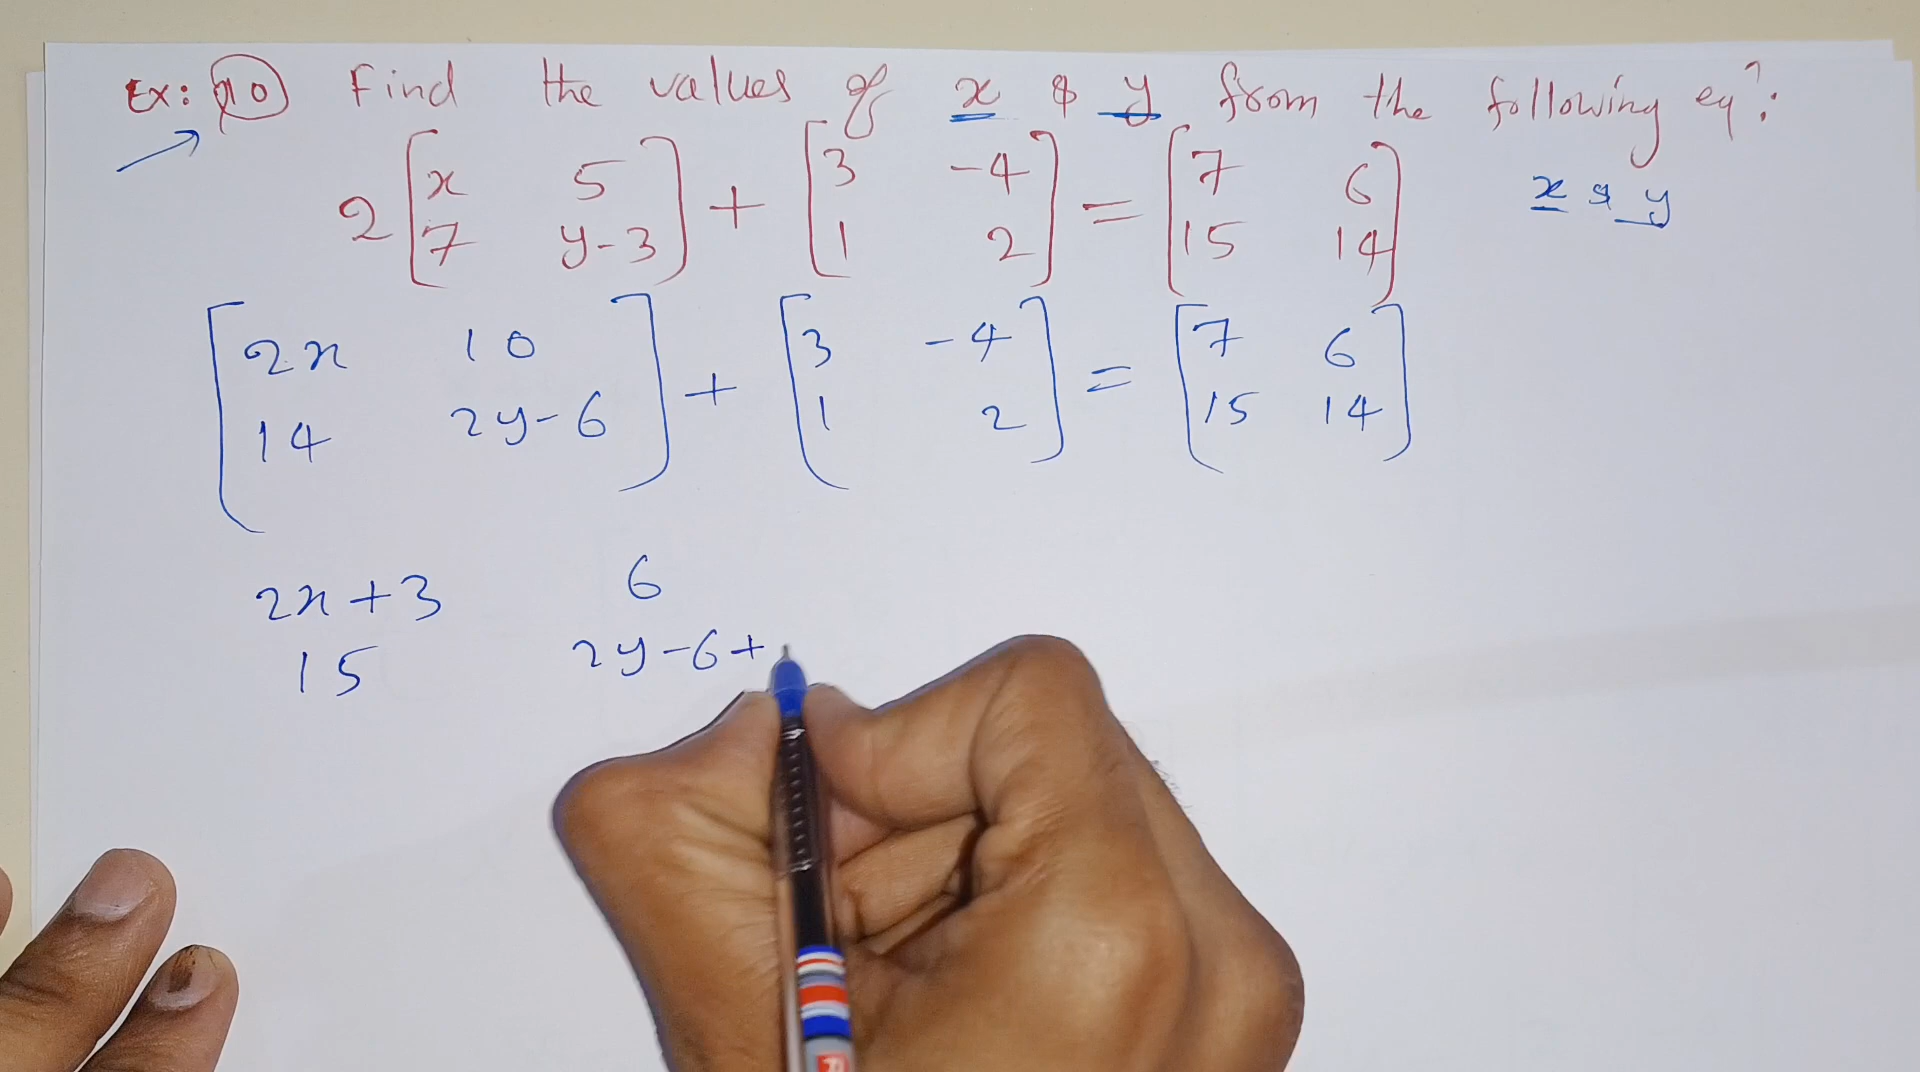 Ex: 10 Find the values of x & y from the following eq?:
2 [x 5 7 y-3] + [3 -4 1 2] = [7 6 15 14] x & y
[2x 10 14 2y-6] + [3 -4 1 2] = [7 6 15 14]
2x+3 6
15 2y-6+